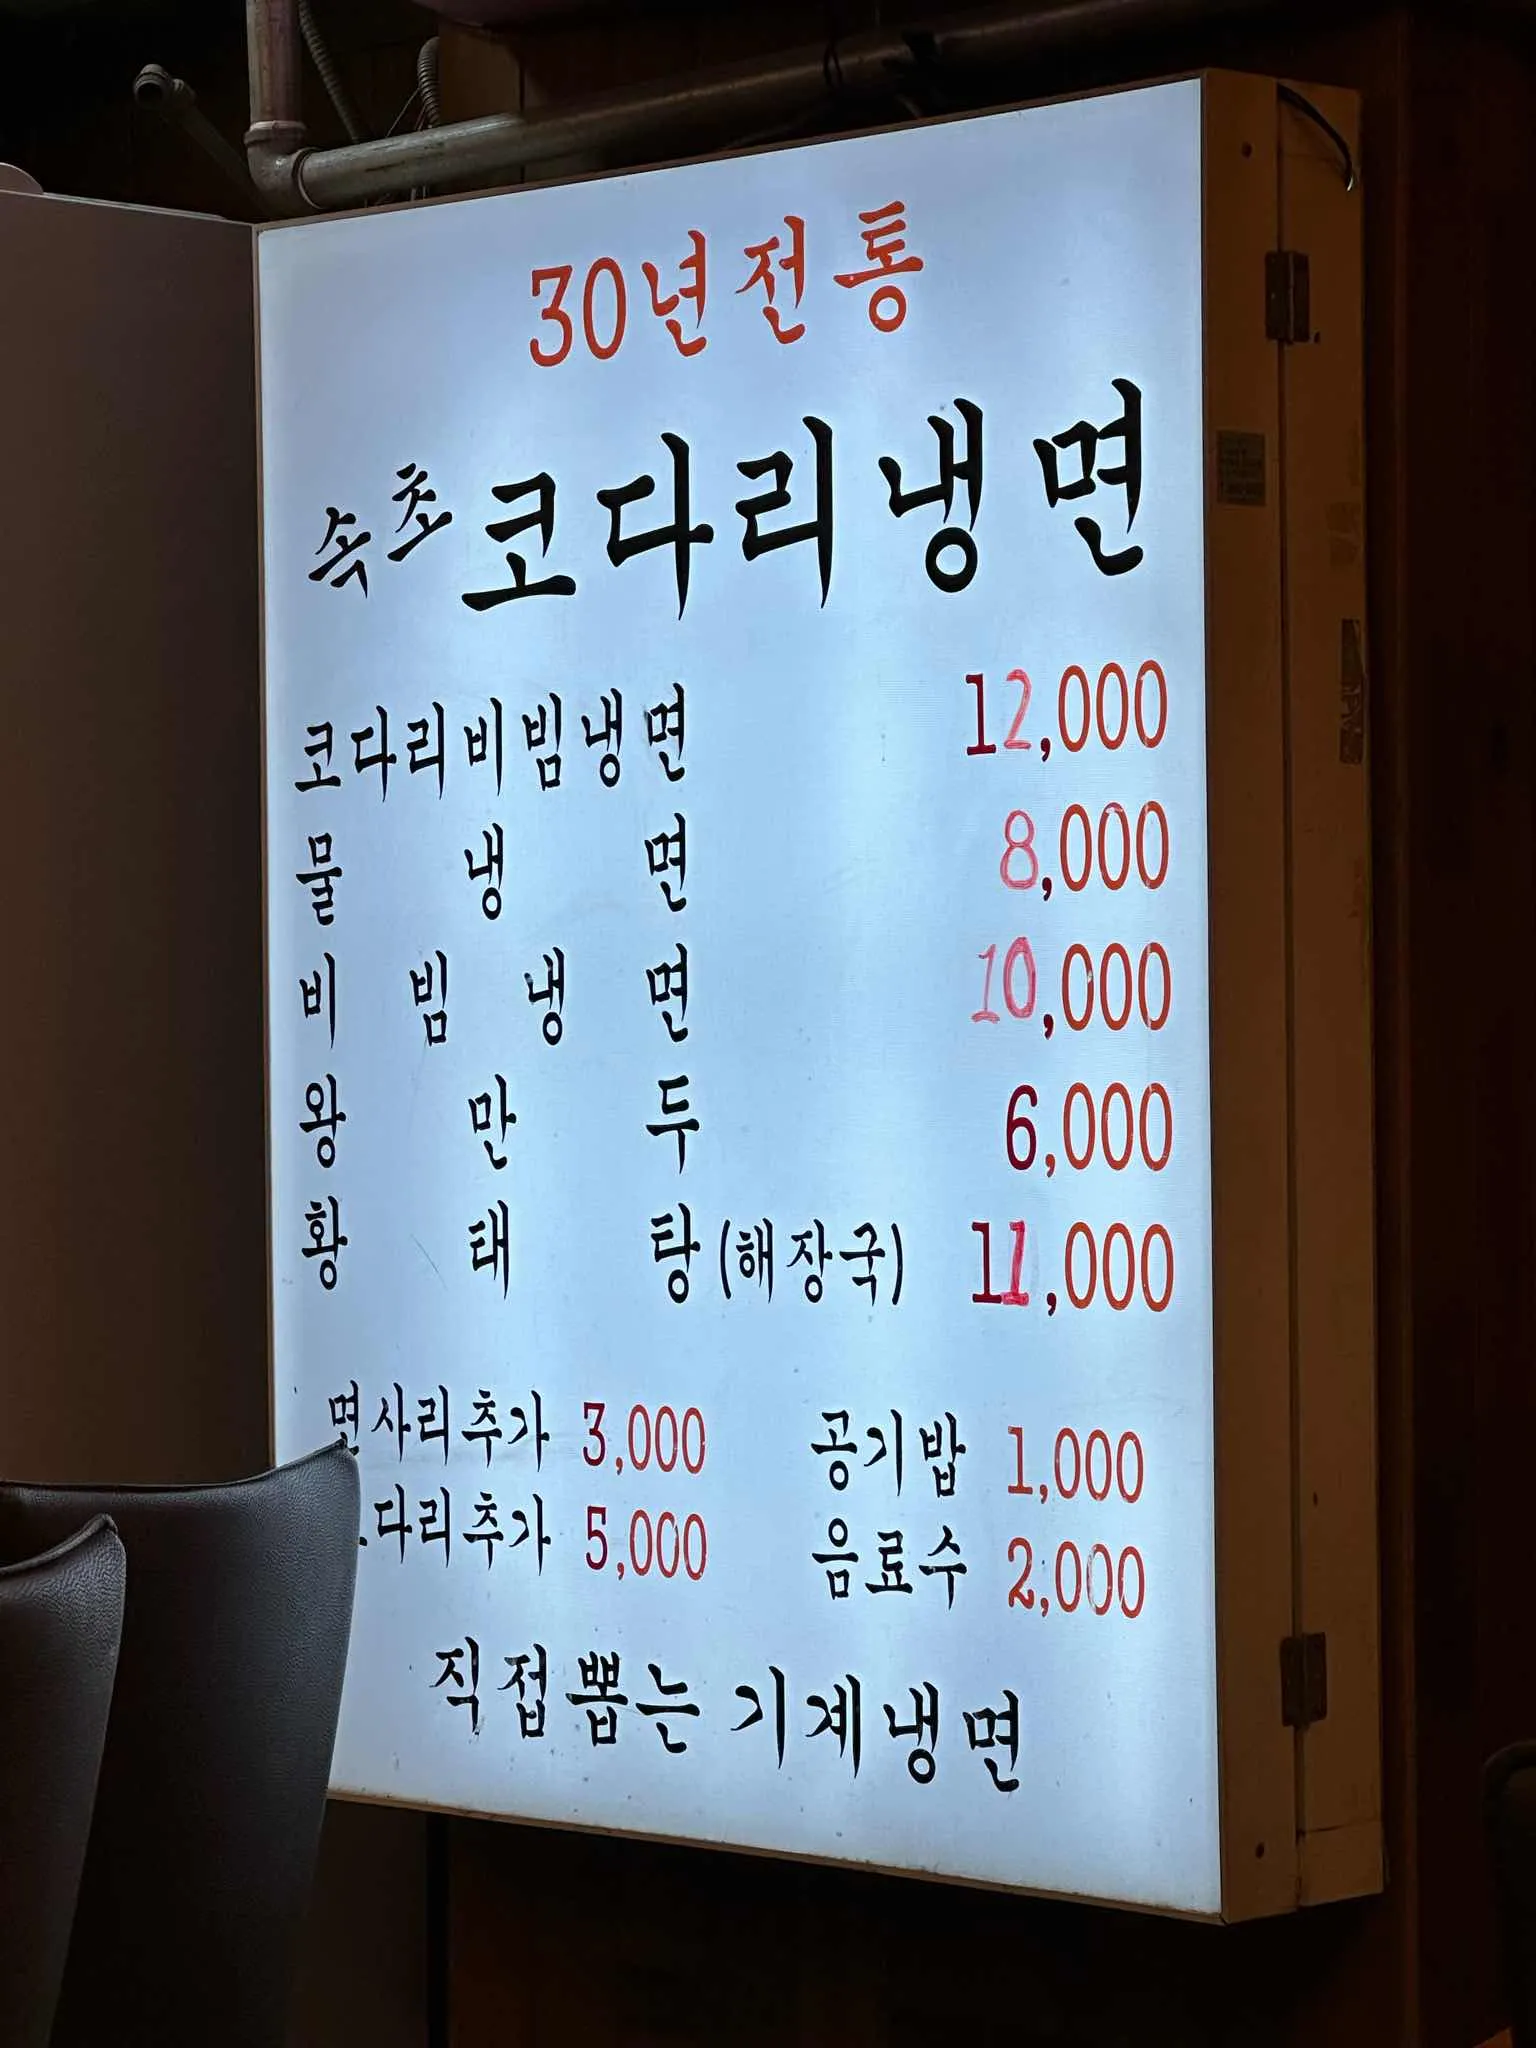 30년전통
속초 코다리냉면
코다리비빔냉면 12,000
물냉면 8,000
비빔냉면 10,000
왕만두 6,000
황태탕(해장국) 11,000
면사리추가 3,000 공기밥 1,000
다리추가 5,000 음료수 2,000
직접뽑는 기계냉면